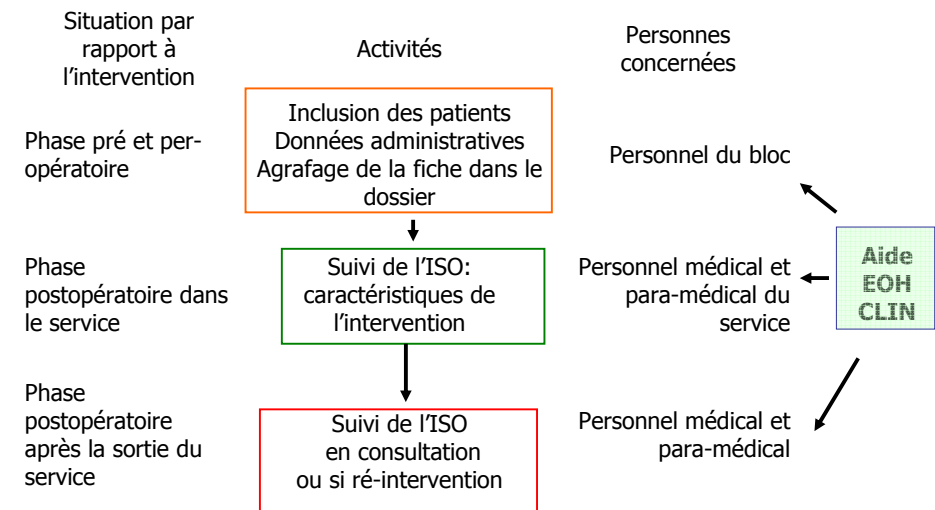 Situation par
rapport à
l'intervention
Activités
Personnes
concernées
Phase pré et per-
opératoire
Inclusion des patients
Données administratives
Agrafage de la fiche dans le
dossier
Personnel du bloc
Phase
postopératoire dans
le service
Suivi de l'ISO:
caractéristiques de
l'intervention
Personnel médical et
para-médical du
service
Aide
EOH
CLIN
Phase
postopératoire
après la sortie du
service
Suivi de l'ISO
en consultation
ou si ré-intervention
Personnel médical et
para-médical